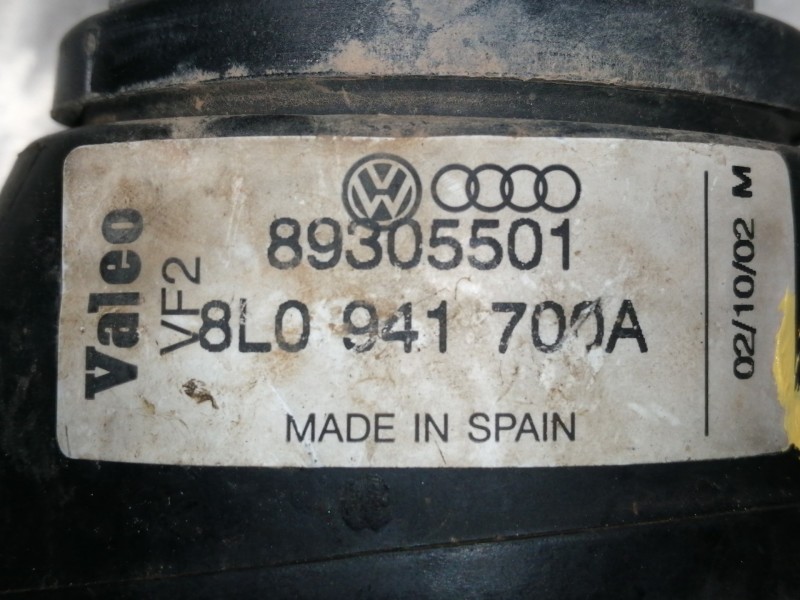 Valeo
VF2
89305501
8L0 941 700A
MADE IN SPAIN
02/10/02 M